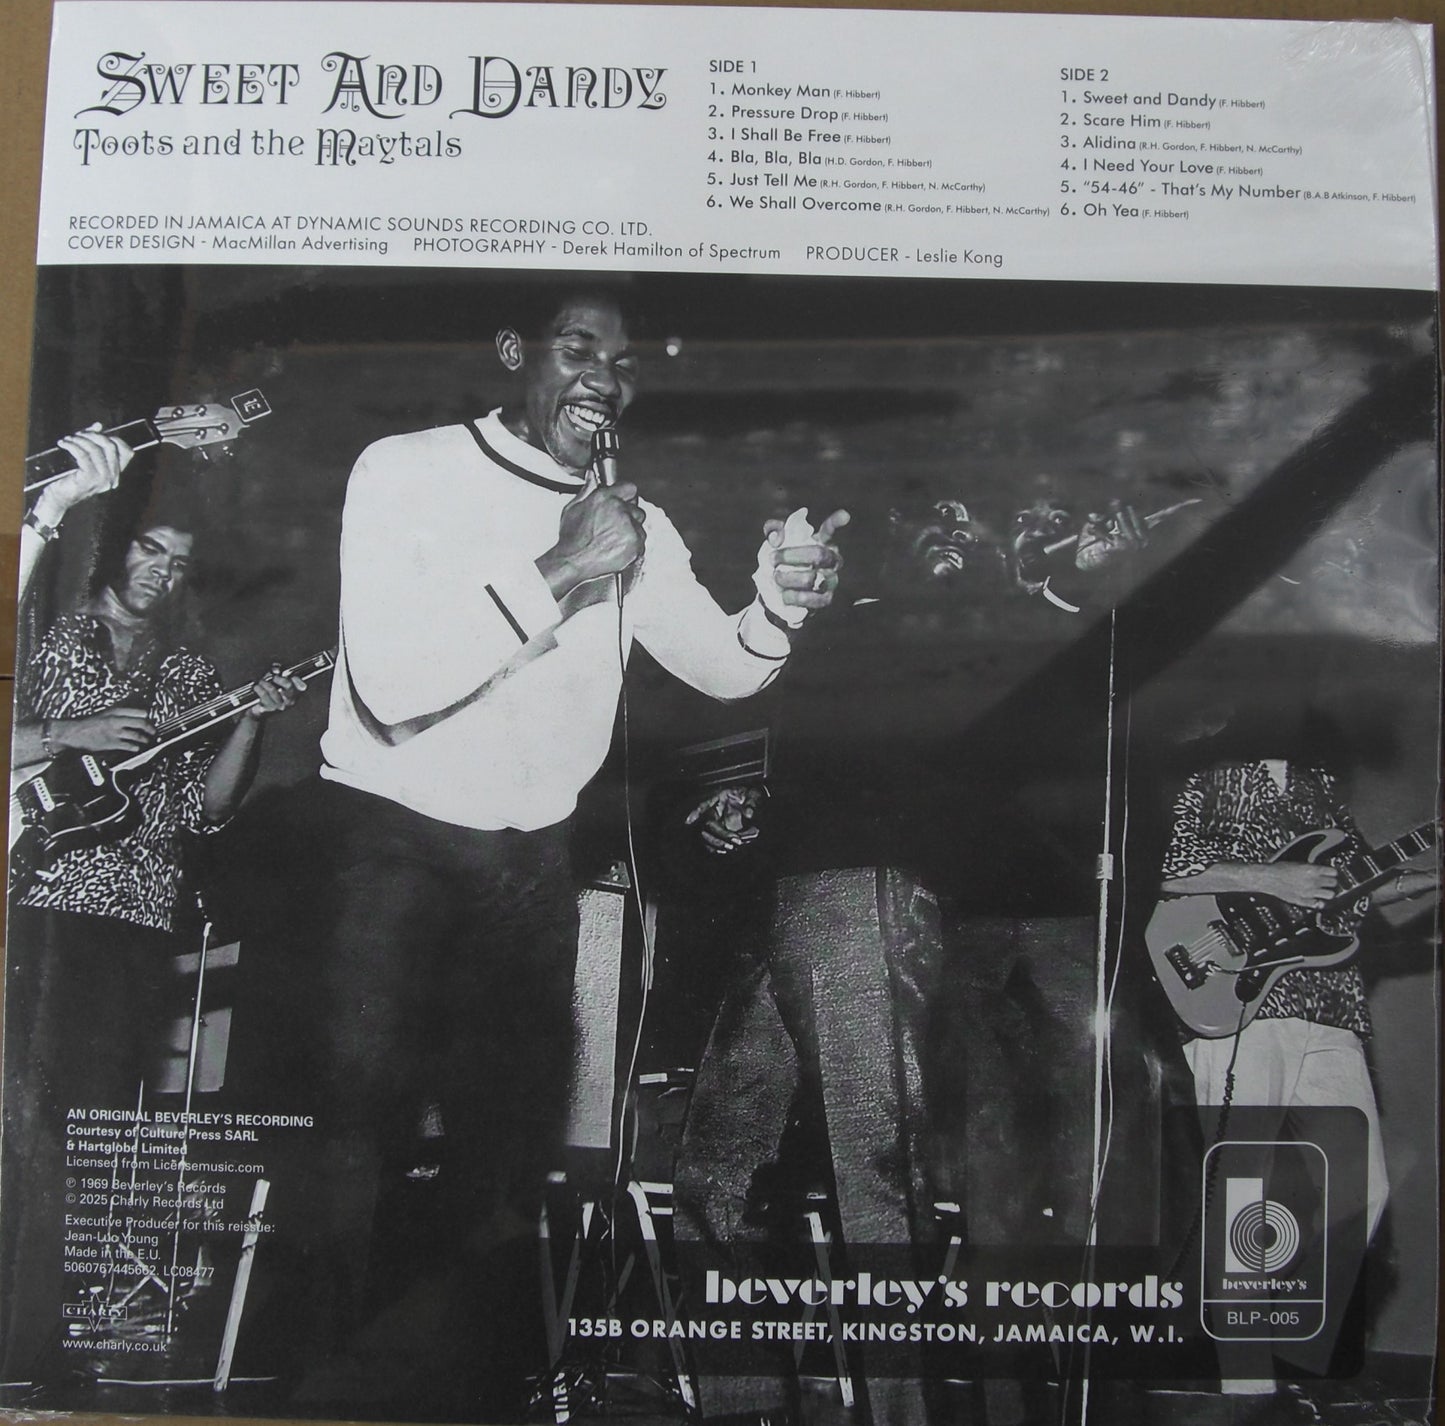 SWEET AND DANDY
Toots and the Maytals
RECORDED IN JAMAICA AT DYNAMIC SOUNDS RECORDING CO. LTD.
COVER DESIGN - MacMillan Advertising PHOTOGRAPHY - Derek Hamilton of Spectrum PRODUCER - Leslie Kong
SIDE 1
1. Monkey Man (F. Hibbert)
2. Pressure Drop (F. Hibbert)
3. I Shall Be Free (F. Hibbert)
4. Bla, Bla, Bla (H.D. Gordon, F. Hibbert)
5. Just Tell Me (R.H. Gordon, F. Hibbert, N. McCarthy)
6. We Shall Overcome (R.H. Gordon, F. Hibbert, N. McCarthy)
SIDE 2
1. Sweet and Dandy (F. Hibbert)
2. Scare Him (F. Hibbert)
3. Alidina (R.H. Gordon, F. Hibbert, N. McCarthy)
4. I Need Your Love (F. Hibbert)
5. “54-46” - That’s My Number (B.A.B Atkinson, F. Hibbert)
6. Oh Yea (F. Hibbert)
AN ORIGINAL BEVERLEY’S RECORDING
Courtesy of Culture Press SARL
& Hartglobe Limited
Licensed from Licensemusic.com
℗ 1969 Beverley’s Records
© 2025 Charly Records Ltd
Executive Producer for this reissue:
Jean-Luc Young
Made in the E.U.
5060767445662. LC08477
CHARLY
www.charly.co.uk
beverley’s records
135B ORANGE STREET, KINGSTON, JAMAICA, W.I.
beverley’s
BLP-005